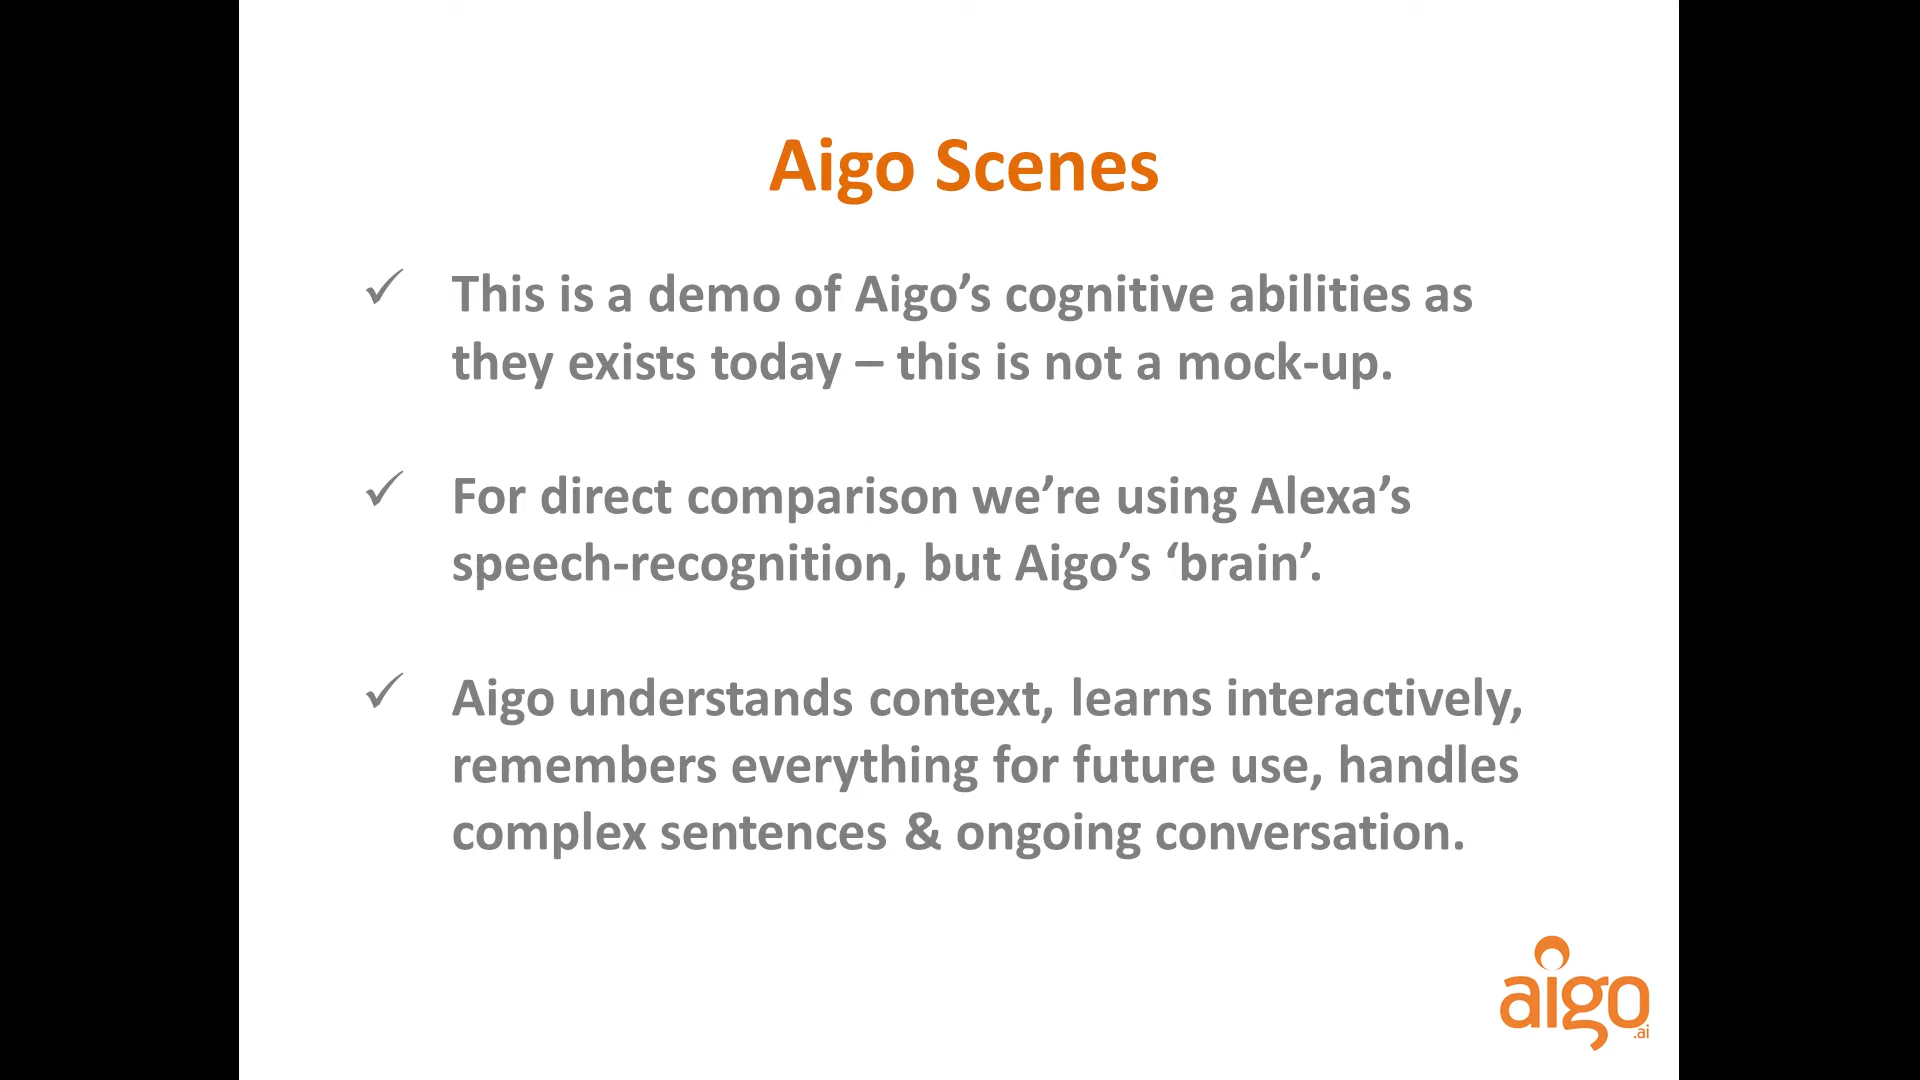 Aigo Scenes
✓ This is a demo of Aigo’s cognitive abilities as
they exists today – this is not a mock-up.
✓ For direct comparison we’re using Alexa’s
speech-recognition, but Aigo’s ‘brain’.
✓ Aigo understands context, learns interactively,
remembers everything for future use, handles
complex sentences & ongoing conversation.
aigo
.ai